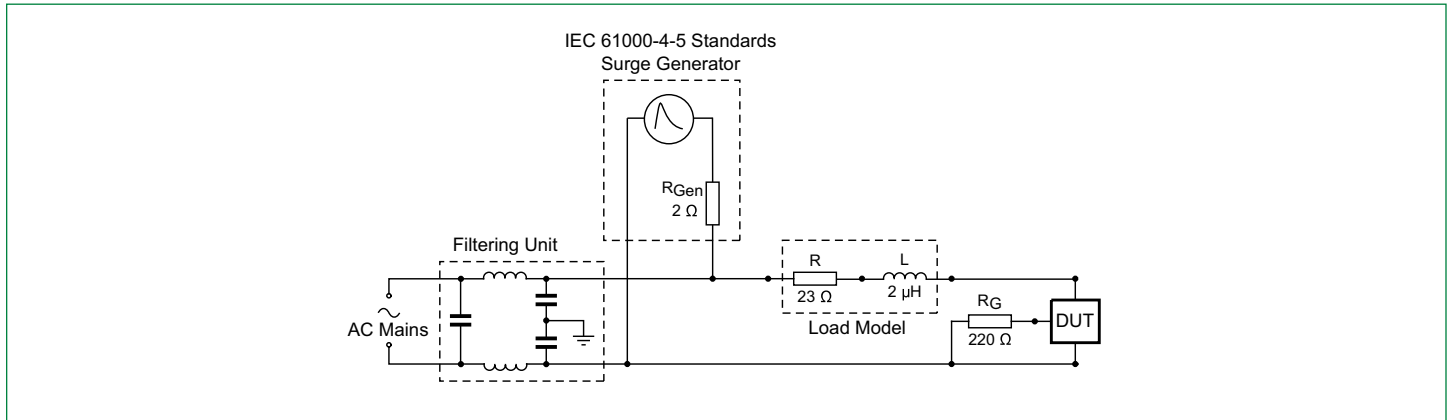 IEC 61000-4-5 Standards
Surge Generator
RGen
2 Ω
Filtering Unit
AC Mains
R
23 Ω
L
2 µH
Load Model
RG
220 Ω
DUT